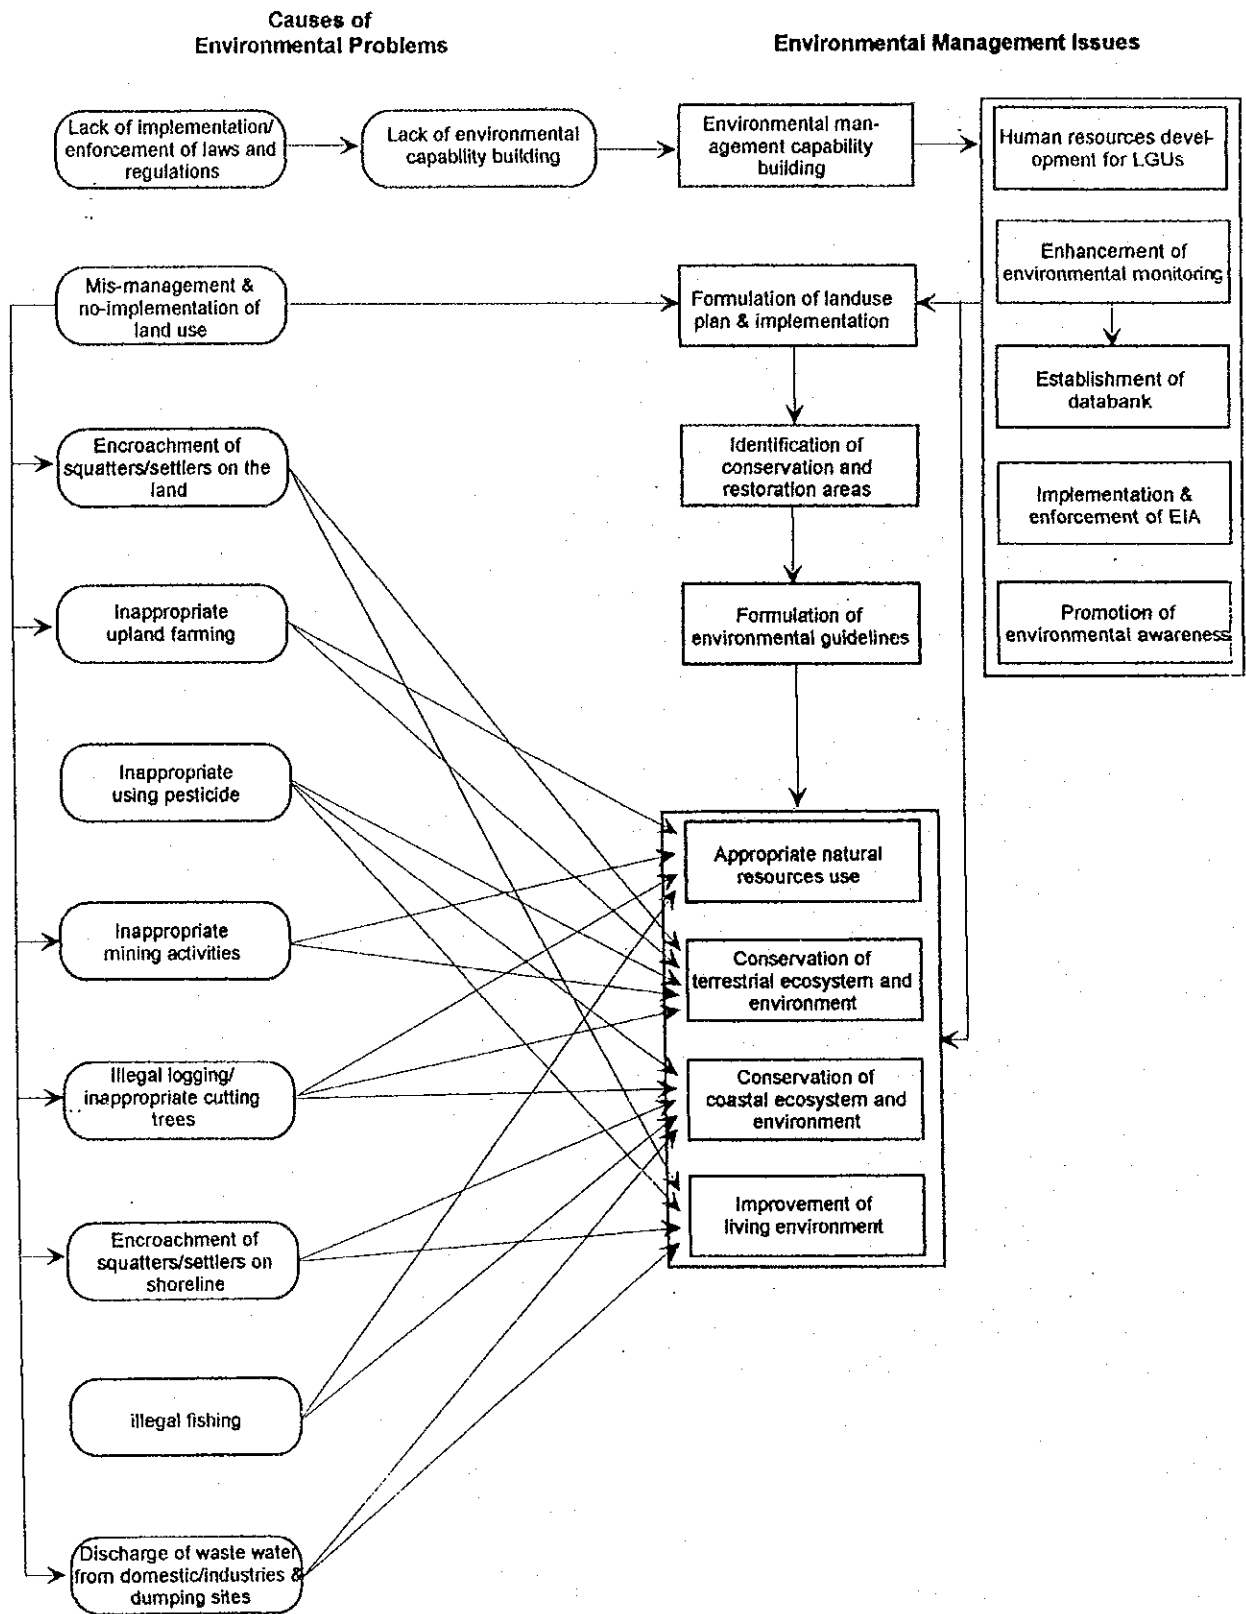 Causes of
Environmental Problems
Environmental Management Issues
Lack of implementation/
enforcement of laws and
regulations
Lack of environmental
capability building
Environmental man-
agement capability
building
Human resources devel-
opment for LGUs
Enhancement of
environmental monitoring
Mis-management &
no-implementation of
land use
Formulation of landuse
plan & implementation
Establishment of
databank
Encroachment of
squatters/settlers on the
land
Identification of
conservation and
restoration areas
Implementation &
enforcement of EIA
Inappropriate
upland farming
Formulation of
environmental guidelines
Promotion of
environmental awareness
Inappropriate
using pesticide
Appropriate natural
resources use
Inappropriate
mining activities
Conservation of
terrestrial ecosystem and
environment
Illegal logging/
inappropriate cutting
trees
Conservation of
coastal ecosystem and
environment
Encroachment of
squatters/settlers on
shoreline
Improvement of
living environment
illegal fishing
Discharge of waste water
from domestic/industries &
dumping sites